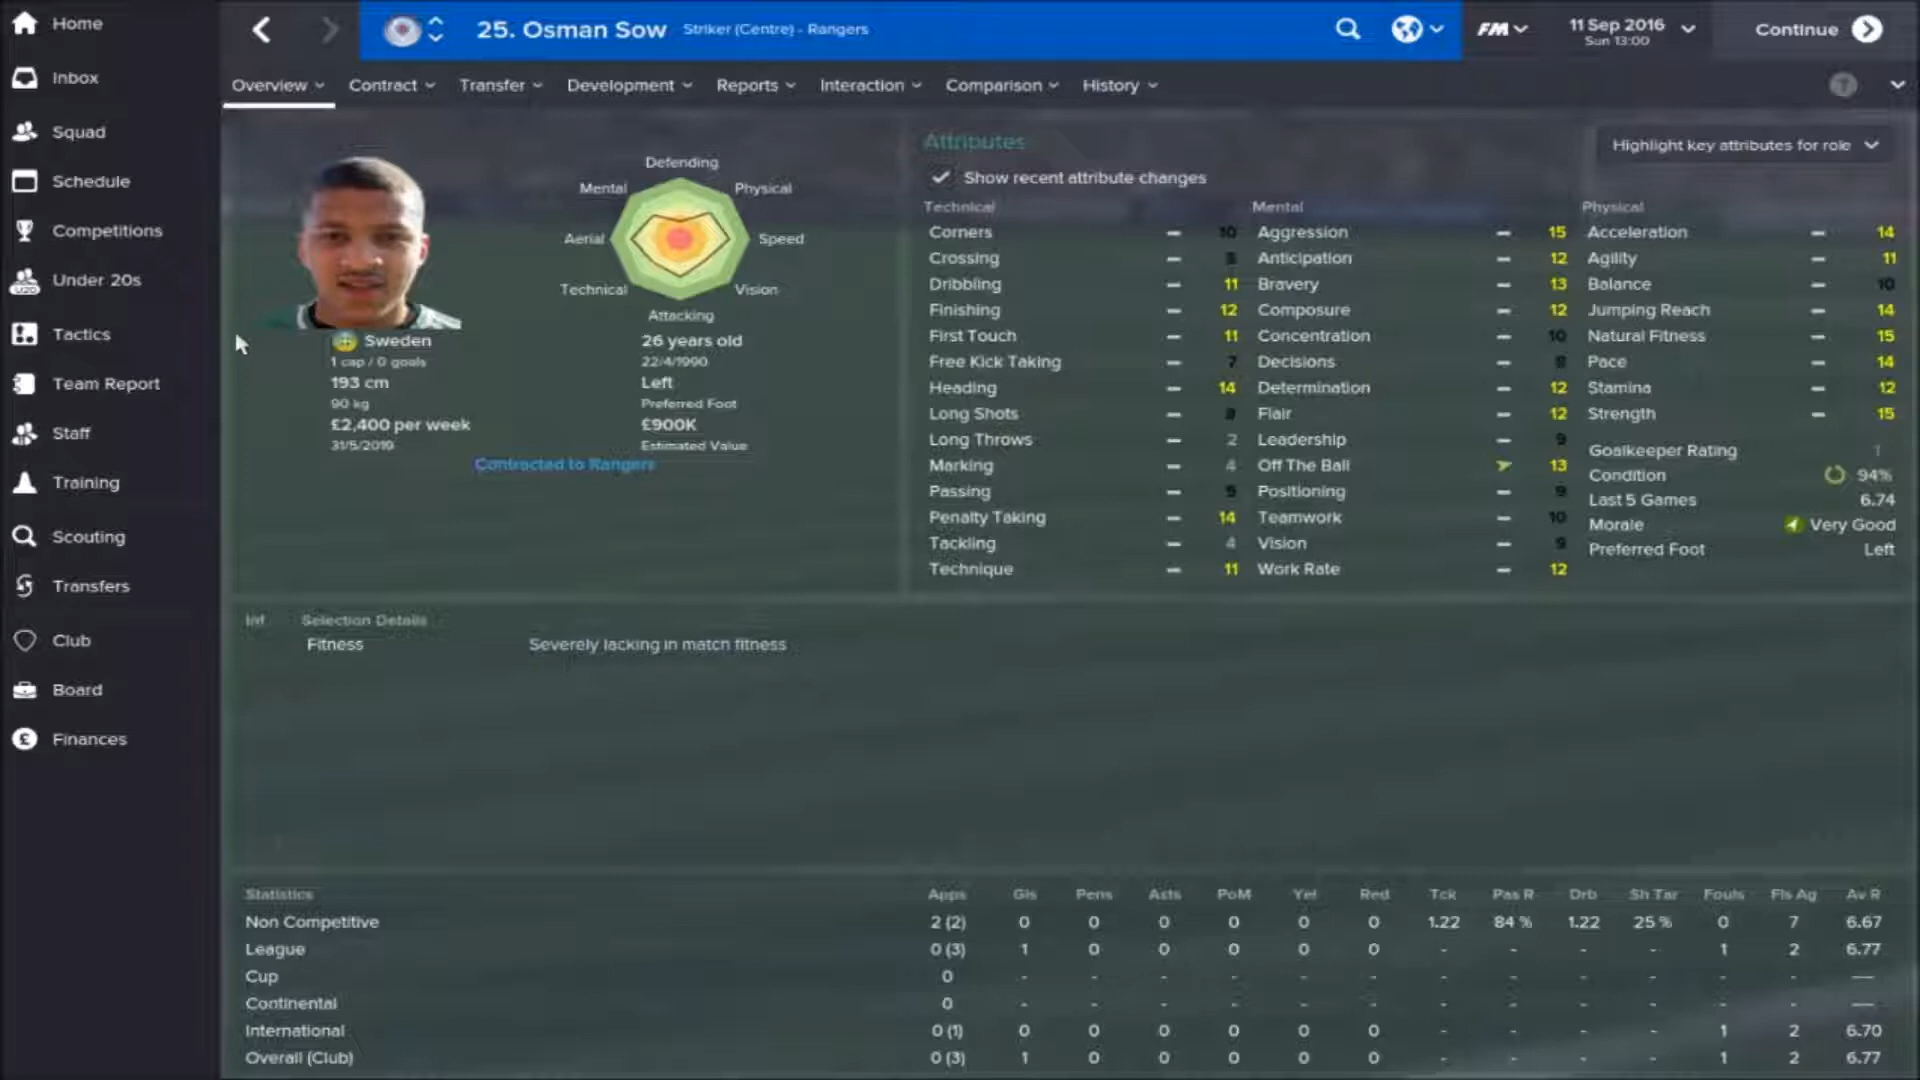 Home
Inbox
Squad
Schedule
Competitions
Under 20s
Tactics
Team Report
Staff
Training
Scouting
Transfers
Club
Board
Finances
25. Osman Sow Striker (Centre) - Rangers
FM
11 Sep 2016
Sun 13:00
Continue
Overview Contract Transfer Development Reports Interaction Comparison History
Defending
Mental Physical
Aerial Speed
Technical Vision
Attacking
Sweden
1 cap / 0 goals
193 cm
90 kg
£2,400 per week
31/5/2019
26 years old
22/4/1990
Left
Preferred Foot
£900K
Estimated Value
Contracted to Rangers
Attributes
Highlight key attributes for role
Show recent attribute changes
Technical Mental Physical
Corners 10 Aggression 15 Acceleration 14
Crossing Anticipation 12 Agility 11
Dribbling 11 Bravery 13 Balance 10
Finishing 12 Composure 12 Jumping Reach 14
First Touch 11 Concentration 10 Natural Fitness 15
Free Kick Taking 7 Decisions Pace 14
Heading 14 Determination 12 Stamina 12
Long Shots Flair 12 Strength 15
Long Throws 2 Leadership 9
Marking 4 Off The Ball 13
Passing Positioning 9
Penalty Taking 14 Teamwork 10
Tackling 4 Vision 9
Technique 11 Work Rate 12
Goalkeeper Rating 1
Condition 94%
Last 5 Games 6.74
Morale Very Good
Preferred Foot Left
Inf Selection Details
Fitness Severely lacking in match fitness
Statistics Apps Gls Pens Asts PoM Yel Red Tck Pas R Drb Sh Tar Fouls Fls Ag Av R
Non Competitive 2 (2) 0 0 0 0 0 0 1.22 84 % 1.22 25 % 0 7 6.67
League 0 (3) 1 0 0 0 0 0 - - - - 1 2 6.77
Cup 0 - - - - - - - - - - - - ---
Continental 0 - - - - - - - - - - - - ---
International 0 (1) 0 0 0 0 0 0 - - - - 1 2 6.70
Overall (Club) 0 (3) 1 0 0 0 0 0 - - - - 1 2 6.77